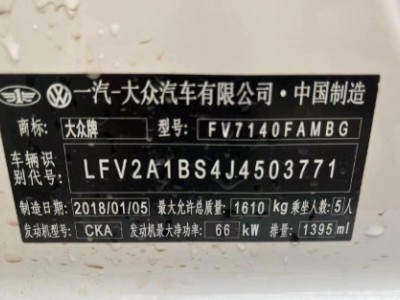 一汽-大众汽车有限公司·中国制造
商标: 大众牌 型号: FV7140FAMBG
车辆识别代号: LFV2A1BS4J4503771
制造日期: 2018/01/05 最大允许总质量: 1610 kg 乘坐人数: 5 人
发动机型号: CKA 发动机最大净功率: 66 kW 排量: 1395 ml